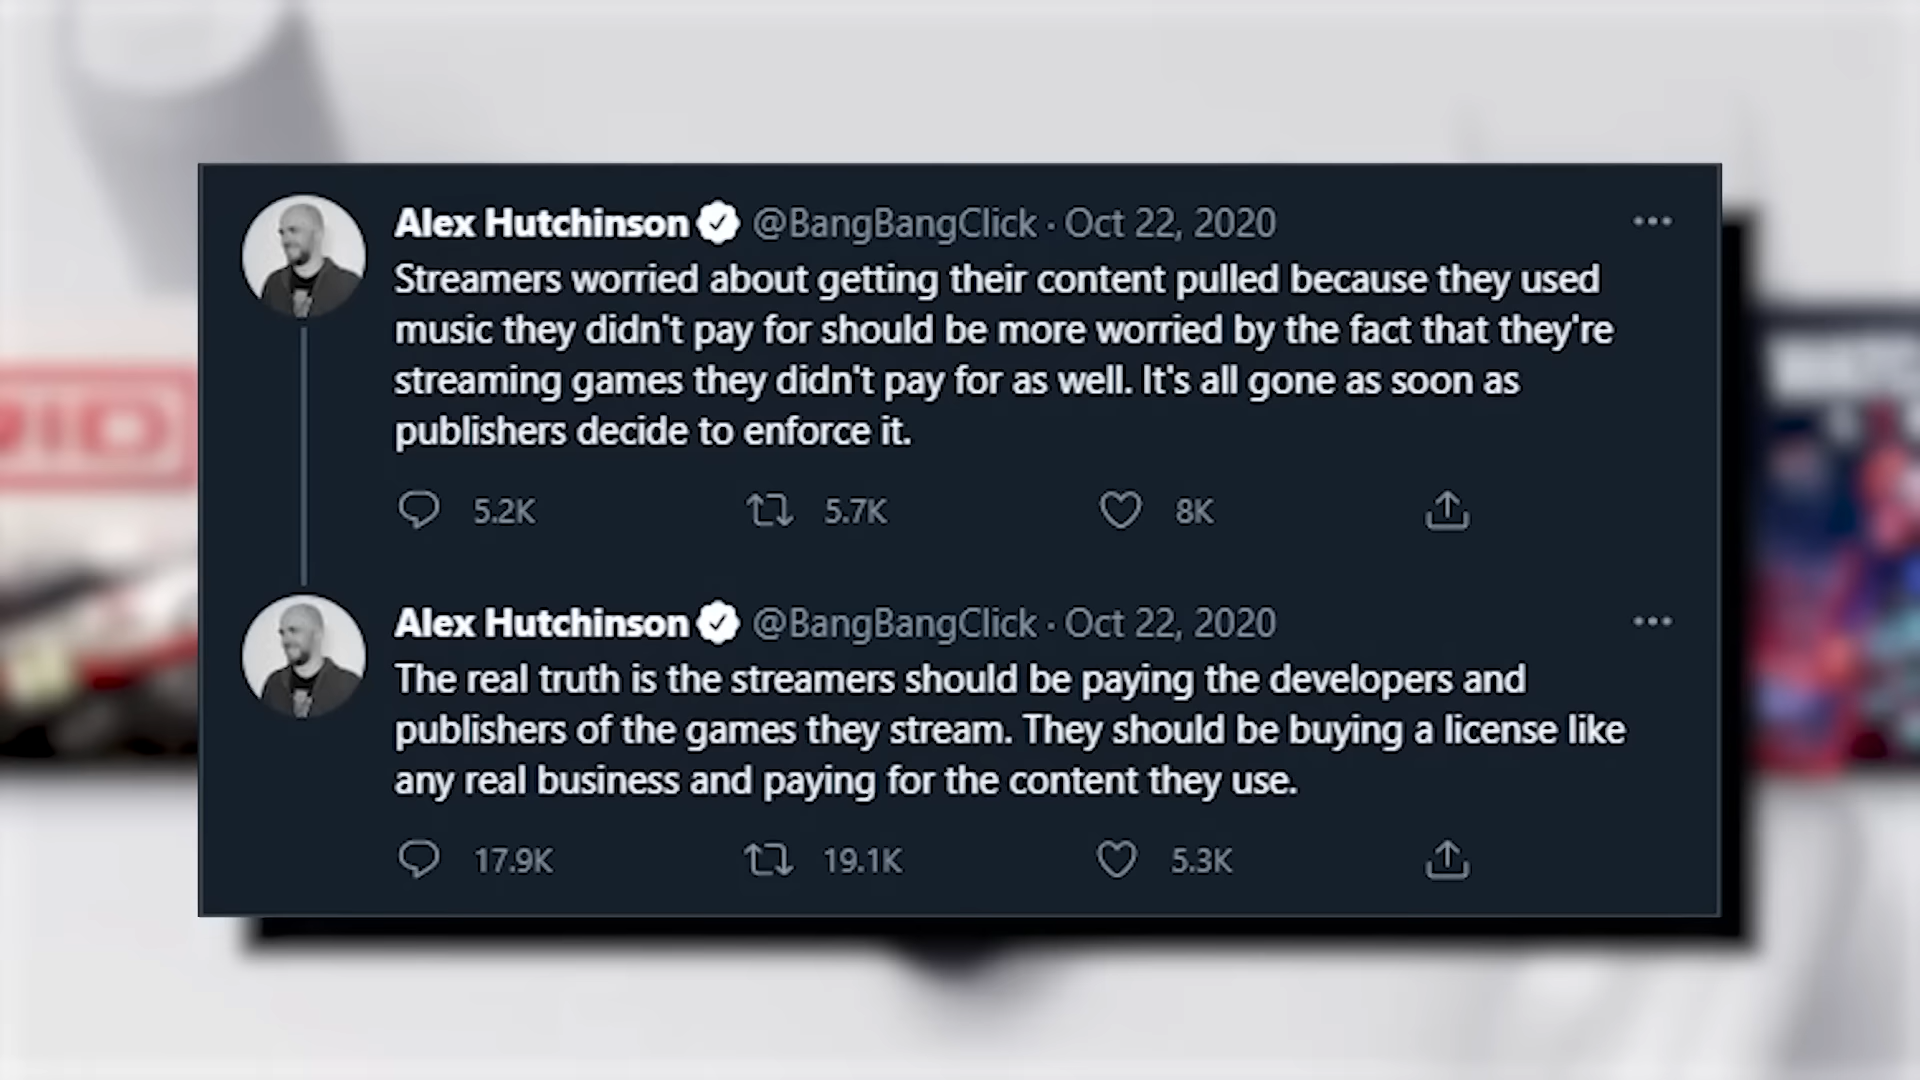 Alex Hutchinson @BangBangClick · Oct 22, 2020
Streamers worried about getting their content pulled because they used
music they didn't pay for should be more worried by the fact that they're
streaming games they didn't pay for as well. It's all gone as soon as
publishers decide to enforce it.
5.2K 5.7K 8K
Alex Hutchinson @BangBangClick · Oct 22, 2020
The real truth is the streamers should be paying the developers and
publishers of the games they stream. They should be buying a license like
any real business and paying for the content they use.
17.9K 19.1K 5.3K